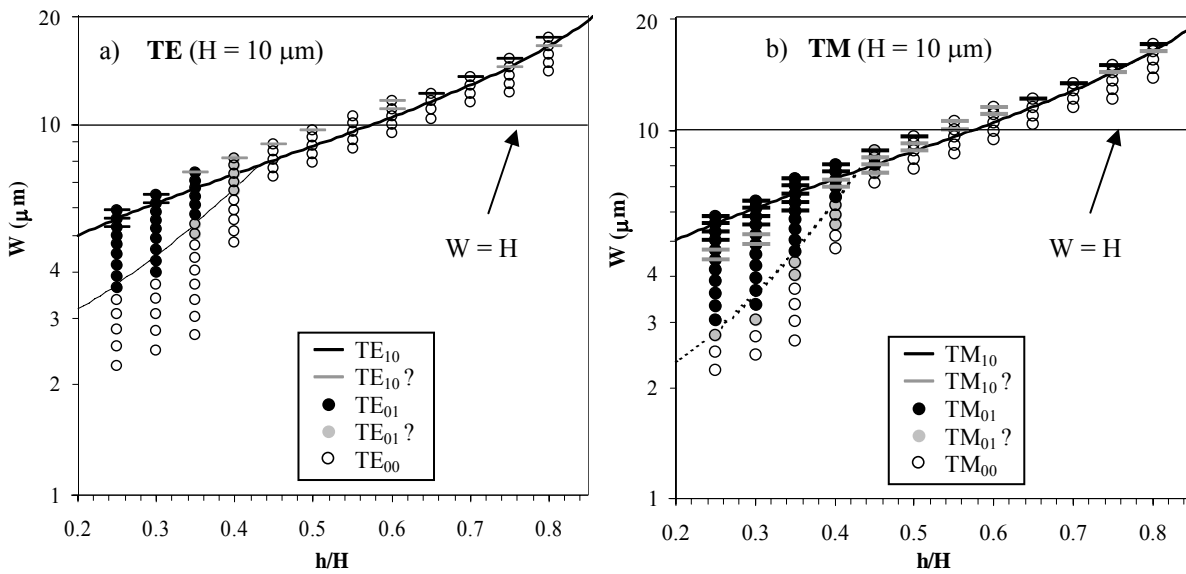 a) TE (H = 10 μm)
W (μm)
20
10
4
3
2
1
W = H
TE10
TE10 ?
TE01
TE01 ?
TE00
0.2 0.3 0.4 0.5 0.6 0.7 0.8
h/H
b) TM (H = 10 μm)
W (μm)
20
10
4
3
2
1
W = H
TM10
TM10 ?
TM01
TM01 ?
TM00
0.2 0.3 0.4 0.5 0.6 0.7 0.8
h/H